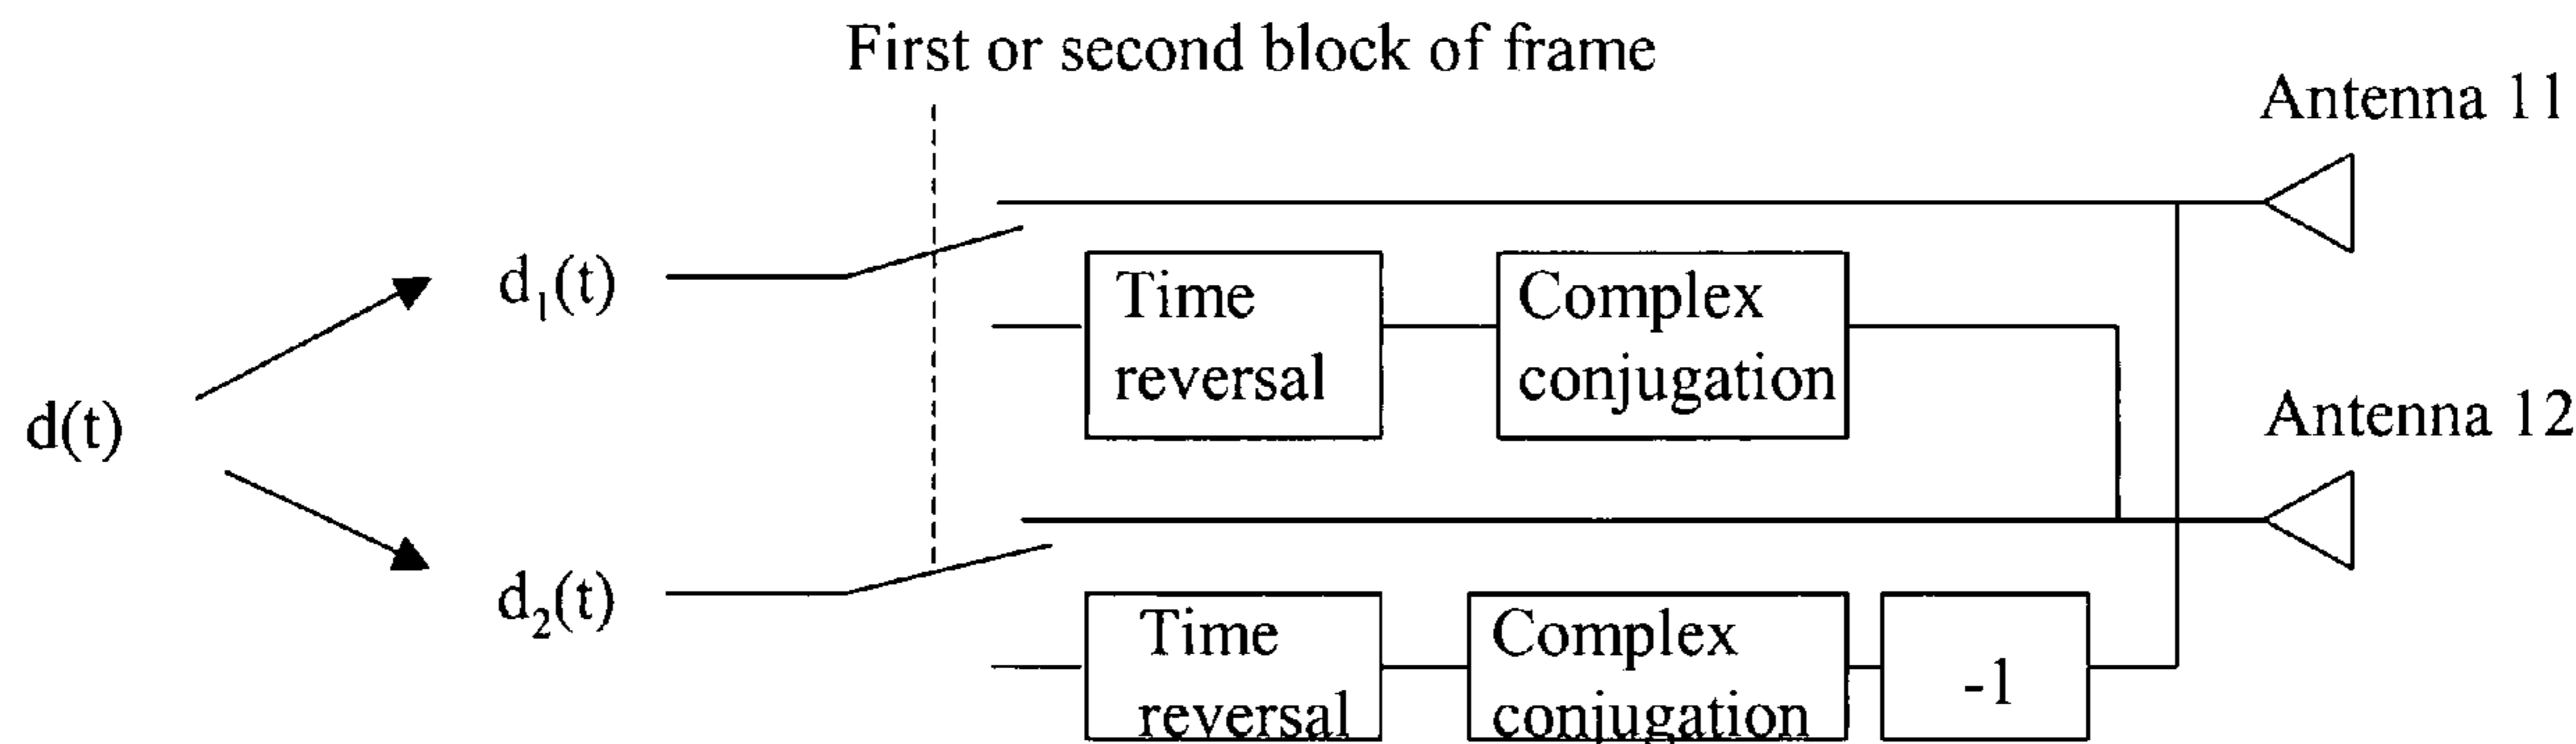 First or second block of frame
Antenna 11
d₁(t)
Time
reversal
Complex
conjugation
d(t)
Antenna 12
d₂(t)
Time
reversal
Complex
conjugation
-1